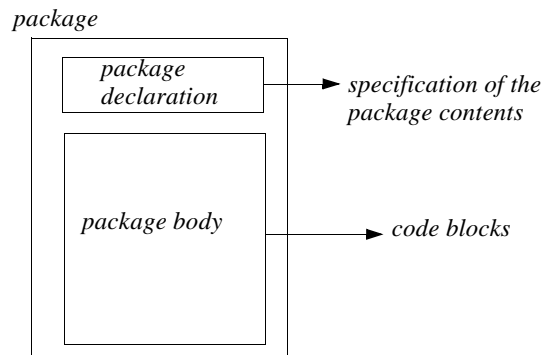 package
package
declaration
specification of the
package contents
package body
code blocks